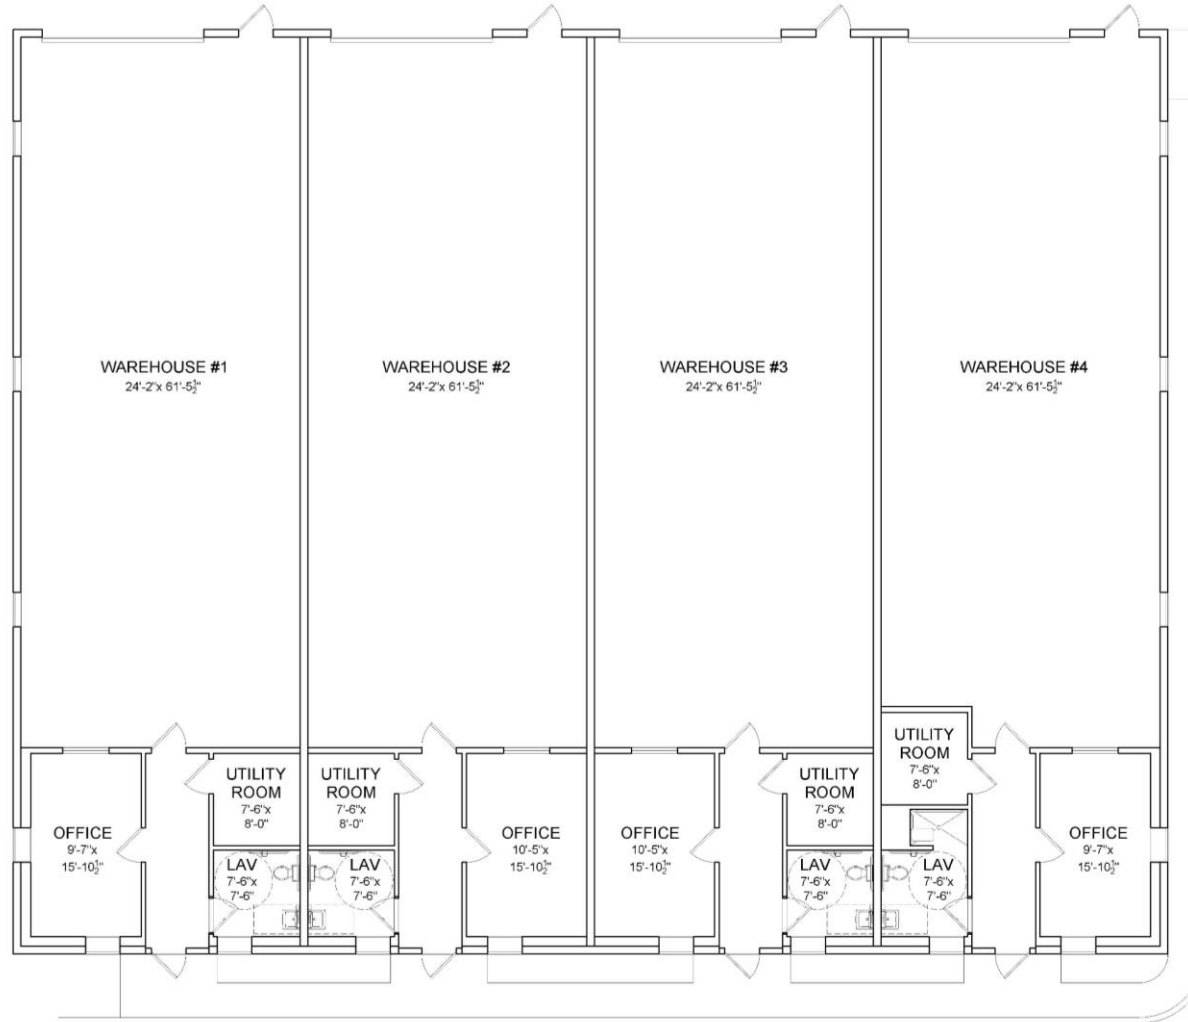 WAREHOUSE #1
24'-2"x 61'-5½"
WAREHOUSE #2
24'-2"x 61'-5½"
WAREHOUSE #3
24'-2"x 61'-5½"
WAREHOUSE #4
24'-2"x 61'-5½"
UTILITY
ROOM
7'-6"x
8'-0"
UTILITY
ROOM
7'-6"x
8'-0"
UTILITY
ROOM
7'-6"x
8'-0"
UTILITY
ROOM
7'-6"x
8'-0"
OFFICE
9'-7"x
15'-10½"
OFFICE
10'-5"x
15'-10½"
OFFICE
10'-5"x
15'-10½"
OFFICE
9'-7"x
15'-10½"
LAV
7'-6"x
7'-6"
LAV
7'-6"x
7'-6"
LAV
7'-6"x
7'-6"
LAV
7'-6"x
7'-6"